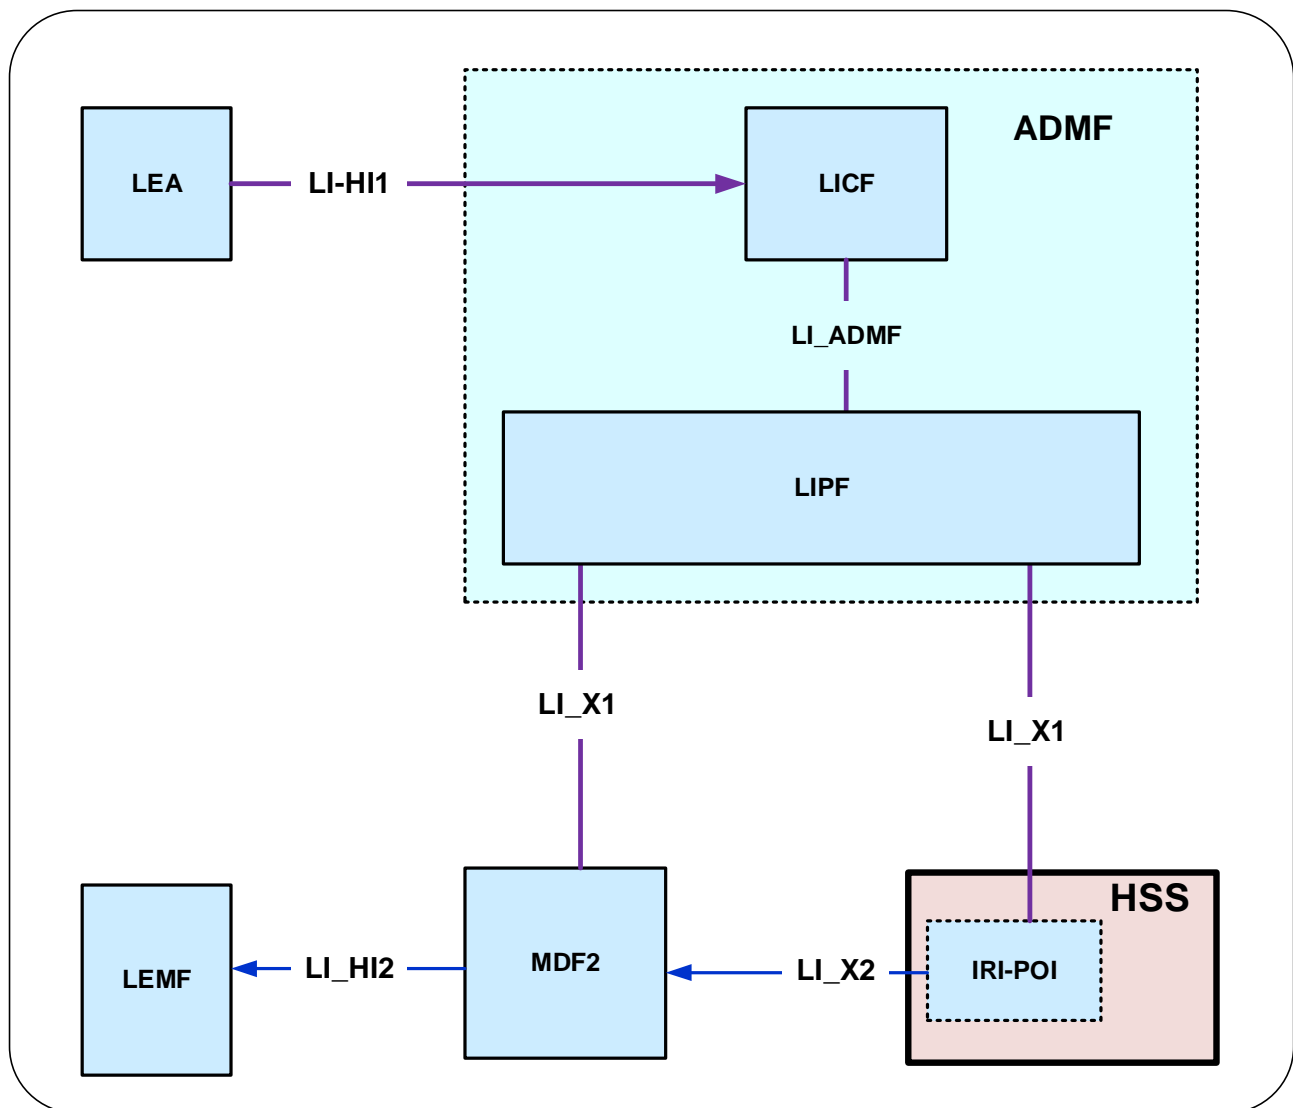 ADMF
LEA
LI-HI1
LICF
LI_ADMF
LIPF
LI_X1
LI_X1
HSS
LEMF
LI_HI2
MDF2
LI_X2
IRI-POI